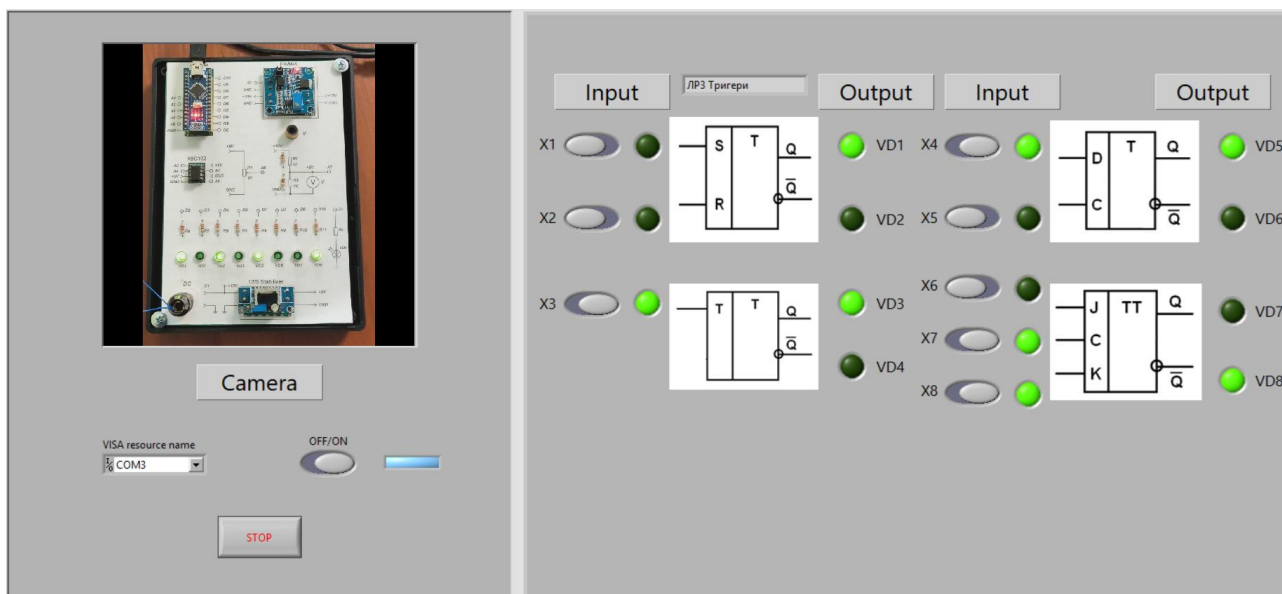 Input
ЛР3 Тригери
Output
Input
Output
X1
X2
S
T
Q
R
Q
VD1
VD2
X4
X5
D
T
Q
C
Q
VD5
VD6
X3
T
T
Q
Q
VD3
VD4
X6
X7
X8
J
TT
Q
C
K
Q
VD7
VD8
Camera
VISA resource name
COM3
OFF/ON
STOP
DC